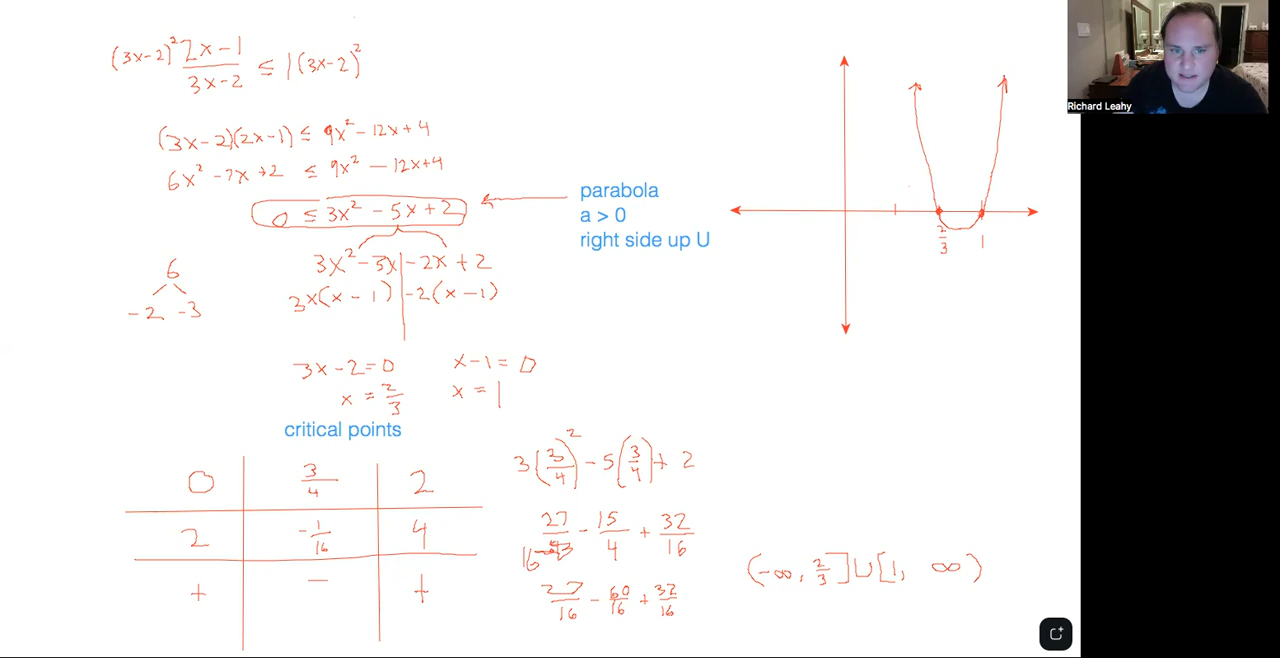 (3x-2)² 2x-1/3x-2 ≤ 1(3x-2)²
(3x-2)(2x-1) ≤ 9x²-12x+4
6x²-7x+2 ≤ 9x²-12x+4
0 ≤ 3x²-5x+2
parabola
a > 0
right side up U
6
-2 -3
3x²-3x|-2x+2
3x(x-1)|-2(x-1)
3x-2=0 x-1=0
x=2/3 x=1
critical points
0 3/4 2
2 -1/16 4
+ - +
3(3/4)²-5(3/4)+2
27/16 - 15/4 + 32/16
27/16 - 60/16 + 32/16
(-∞, 2/3]∪[1, ∞)
2/3 1
Richard Leahy